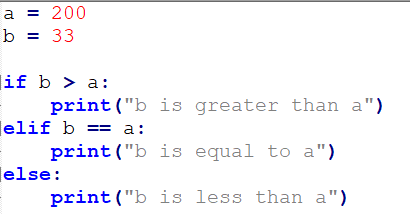 a = 200
b = 33

if b > a:
    print("b is greater than a")
elif b == a:
    print("b is equal to a")
else:
    print("b is less than a")